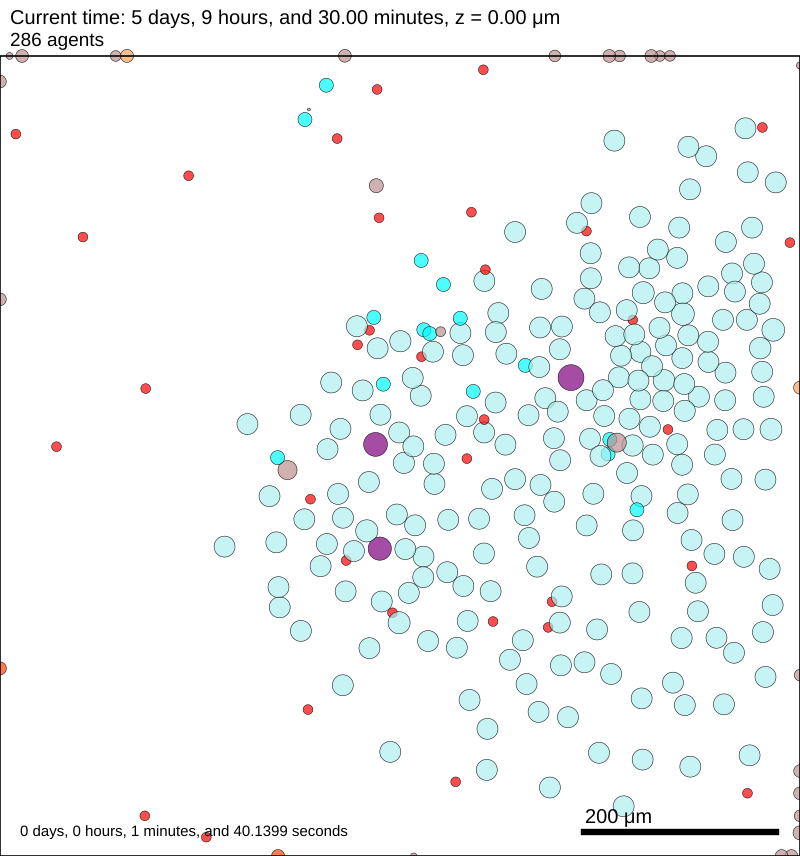 Current time: 5 days, 9 hours, and 30.00 minutes, z = 0.00 μm
286 agents
200 μm
0 days, 0 hours, 1 minutes, and 40.1399 seconds